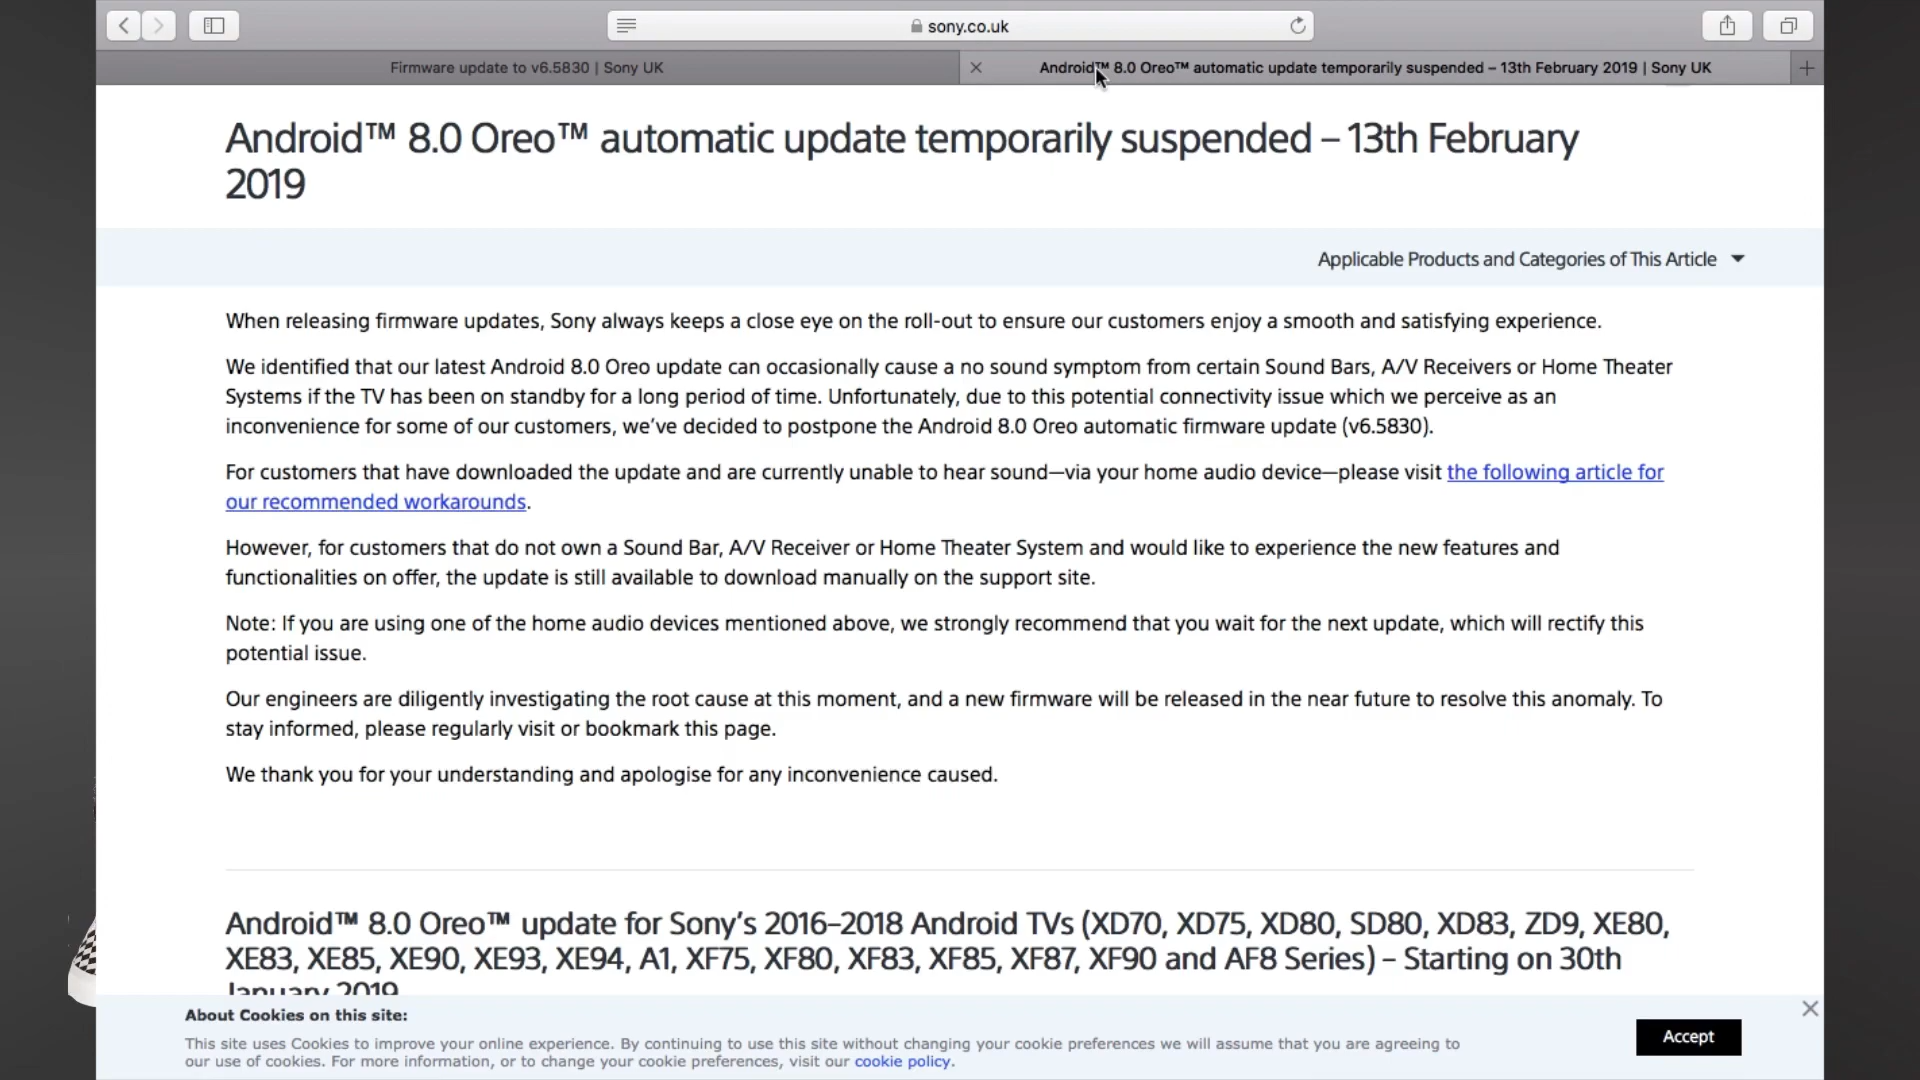 sony.co.uk
Firmware update to v6.5830 | Sony UK
Android™ 8.0 Oreo™ automatic update temporarily suspended – 13th February 2019 | Sony UK
Android™ 8.0 Oreo™ automatic update temporarily suspended – 13th February
2019
Applicable Products and Categories of This Article
When releasing firmware updates, Sony always keeps a close eye on the roll-out to ensure our customers enjoy a smooth and satisfying experience.
We identified that our latest Android 8.0 Oreo update can occasionally cause a no sound symptom from certain Sound Bars, A/V Receivers or Home Theater
Systems if the TV has been on standby for a long period of time. Unfortunately, due to this potential connectivity issue which we perceive as an
inconvenience for some of our customers, we’ve decided to postpone the Android 8.0 Oreo automatic firmware update (v6.5830).
For customers that have downloaded the update and are currently unable to hear sound—via your home audio device—please visit the following article for
our recommended workarounds.
However, for customers that do not own a Sound Bar, A/V Receiver or Home Theater System and would like to experience the new features and
functionalities on offer, the update is still available to download manually on the support site.
Note: If you are using one of the home audio devices mentioned above, we strongly recommend that you wait for the next update, which will rectify this
potential issue.
Our engineers are diligently investigating the root cause at this moment, and a new firmware will be released in the near future to resolve this anomaly. To
stay informed, please regularly visit or bookmark this page.
We thank you for your understanding and apologise for any inconvenience caused.
Android™ 8.0 Oreo™ update for Sony’s 2016–2018 Android TVs (XD70, XD75, XD80, SD80, XD83, ZD9, XE80,
XE83, XE85, XE90, XE93, XE94, A1, XF75, XF80, XF83, XF85, XF87, XF90 and AF8 Series) – Starting on 30th
January 2019
About Cookies on this site:
This site uses Cookies to improve your online experience. By continuing to use this site without changing your cookie preferences we will assume that you are agreeing to
our use of cookies. For more information, or to change your cookie preferences, visit our cookie policy.
Accept